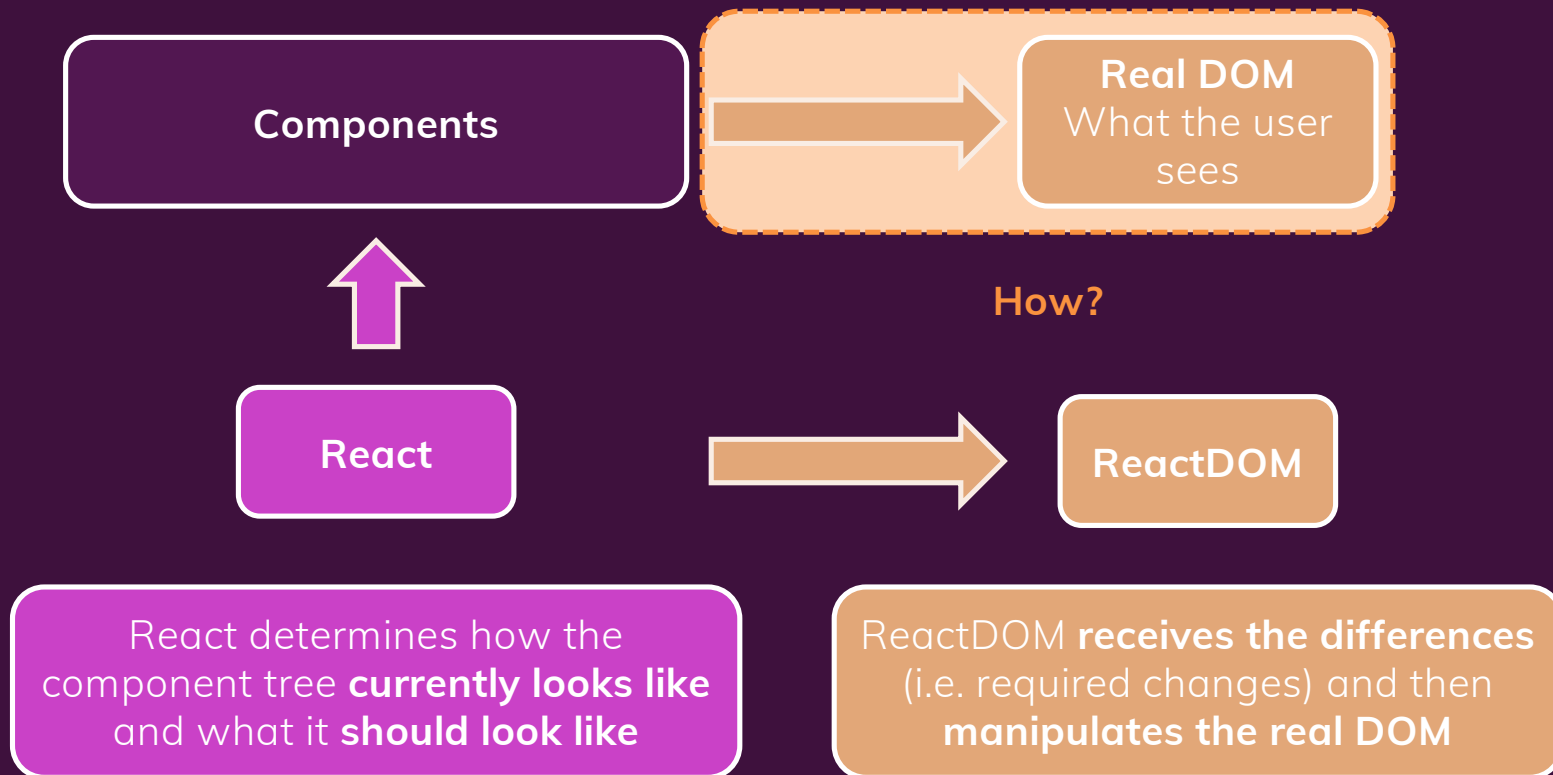 Components
Real DOM
What the user
sees
How?
React
ReactDOM
React determines how the
component tree currently looks like
and what it should look like
ReactDOM receives the differences
(i.e. required changes) and then
manipulates the real DOM